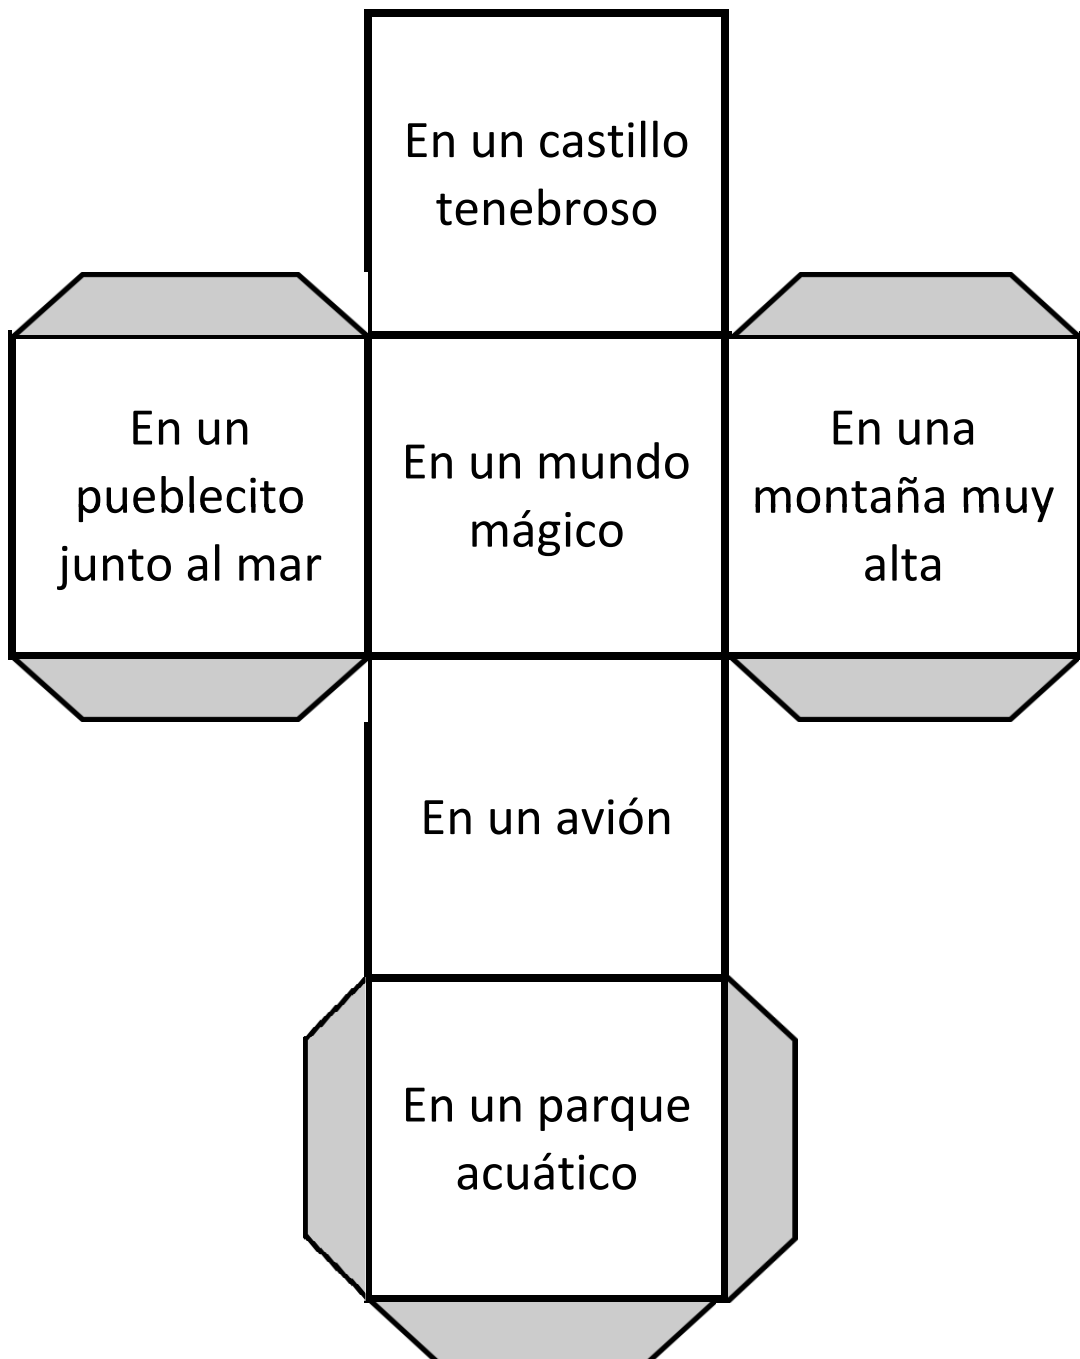 En un castillo
tenebroso
En un
pueblecito
junto al mar
En un mundo
mágico
En una
montaña muy
alta
En un avión
En un parque
acuático